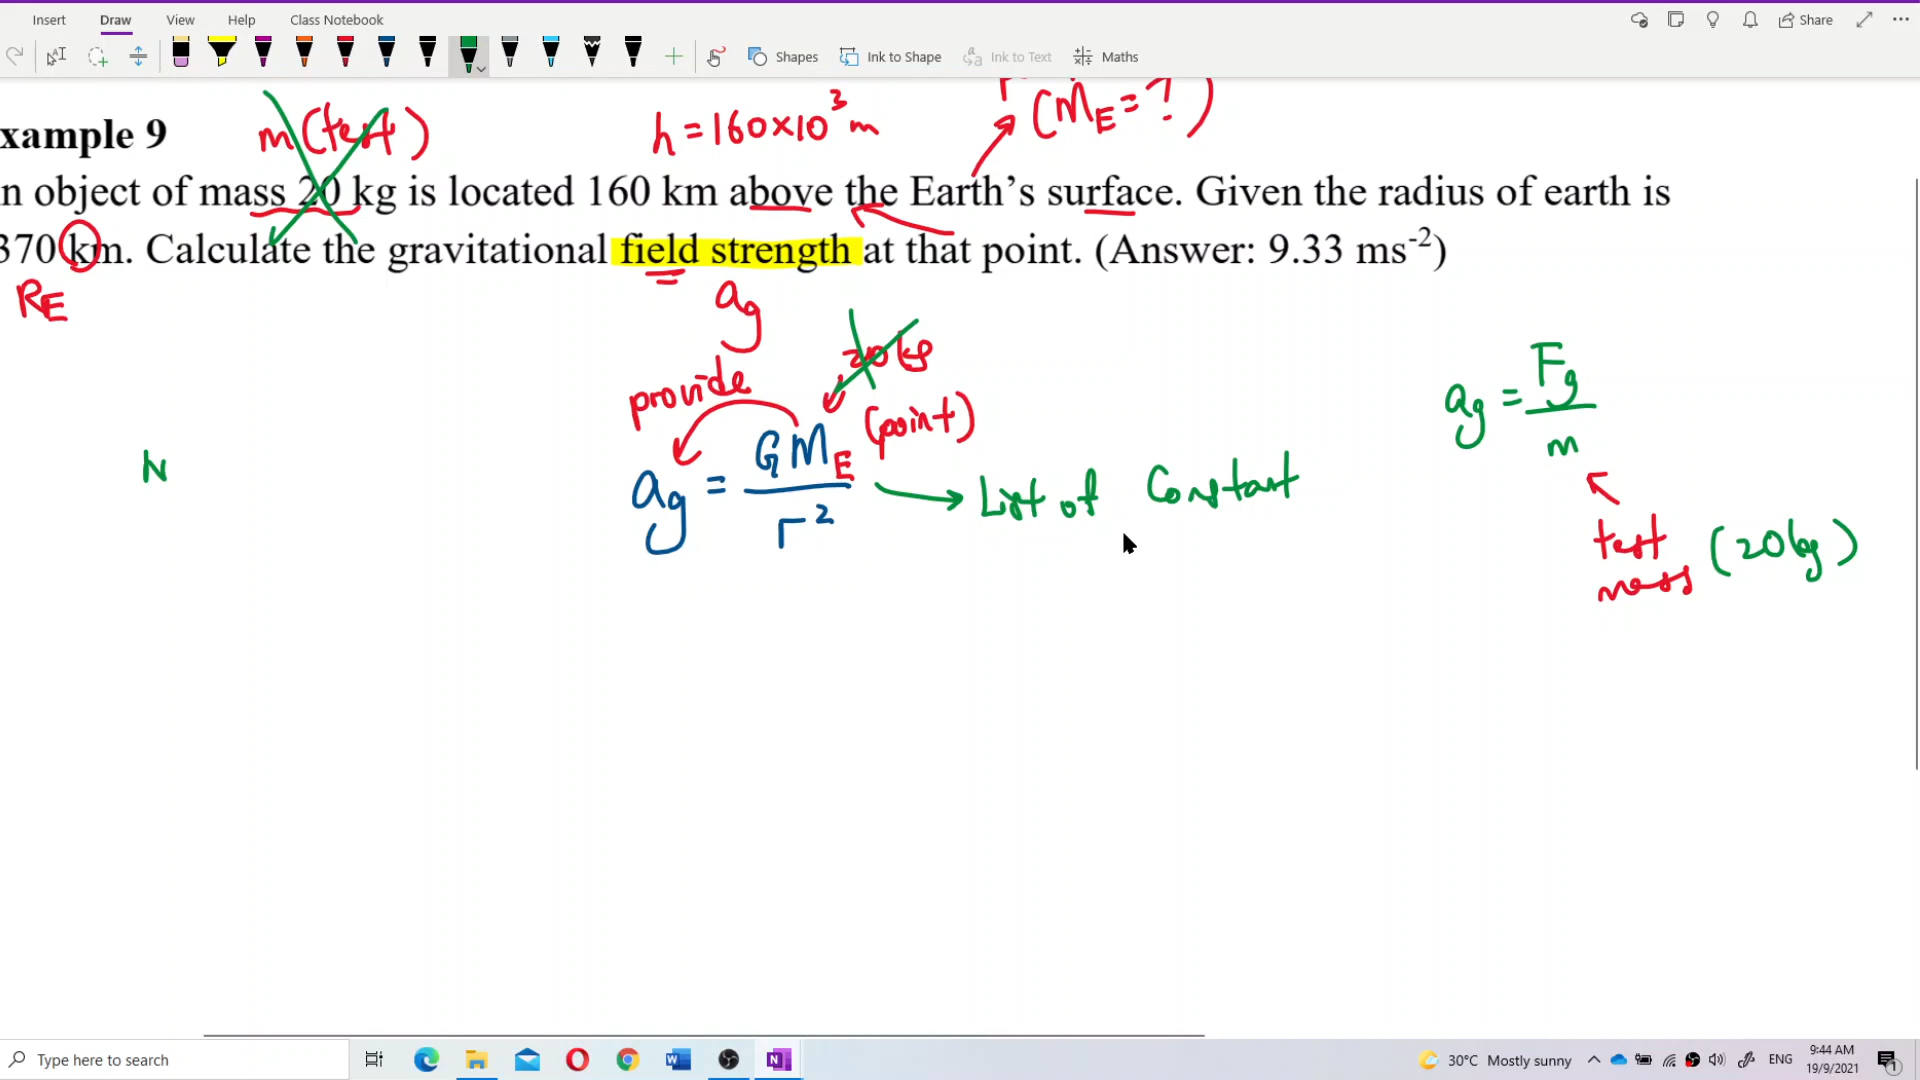 Insert Draw View Help Class Notebook Share
Shapes Ink to Shape Ink to Text Maths
(ME=?)
m(test) h=160×10³ m
xample 9
n object of mass 20 kg is located 160 km above the Earth's surface. Given the radius of earth is
370 km. Calculate the gravitational field strength at that point. (Answer: 9.33 ms-2)
RE
ag
20kg
provide
(point)
ag = GME / r²
List of Constant
N
ag = Fg / m
test mass (20kg)
Type here to search
30°C Mostly sunny
ENG
9:44 AM
19/9/2021
1